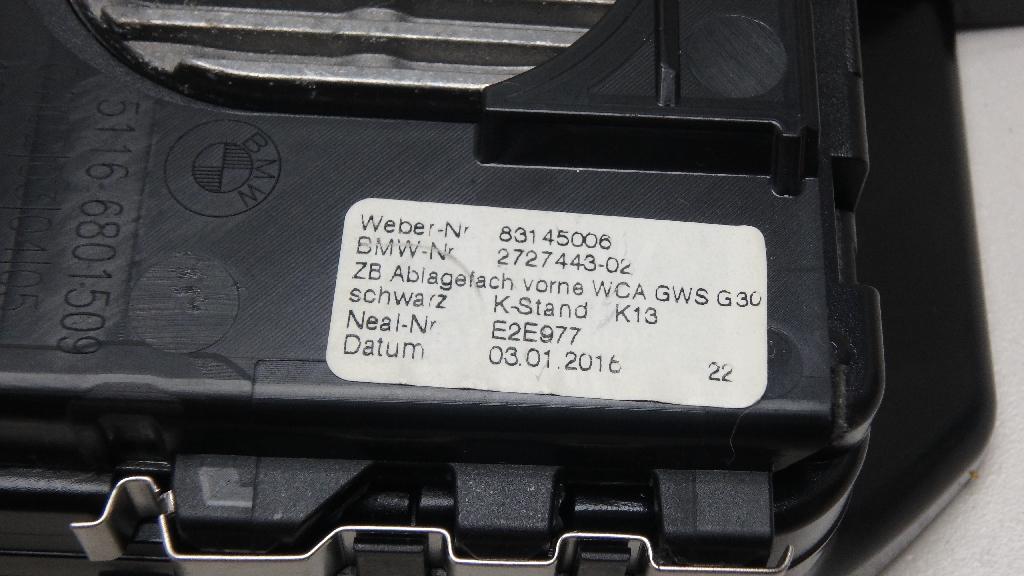 Weber-Nr 83145006
BMW-Nr 2727443-02
ZB Ablagefach vorne WCA GWS G30
schwarz K-Stand K13
Neal-Nr E2E977
Datum 03.01.2016 22
BMW
5116 6801509